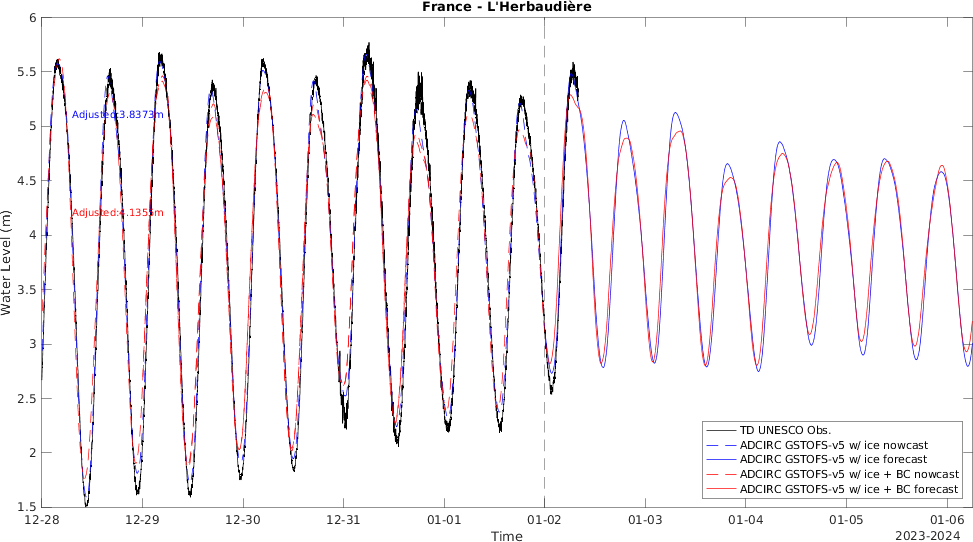 France - L'Herbaudière
6
5.5
5
4.5
4
3.5
3
2.5
2
1.5
Water Level (m)
Adjusted:3.8373m
Adjusted:4.1355m
TD UNESCO Obs.
ADCIRC GSTOFS-v5 w/ ice nowcast
ADCIRC GSTOFS-v5 w/ ice forecast
ADCIRC GSTOFS-v5 w/ ice + BC nowcast
ADCIRC GSTOFS-v5 w/ ice + BC forecast
12-28 12-29 12-30 12-31 01-01 01-02 01-03 01-04 01-05 01-06
Time
2023-2024